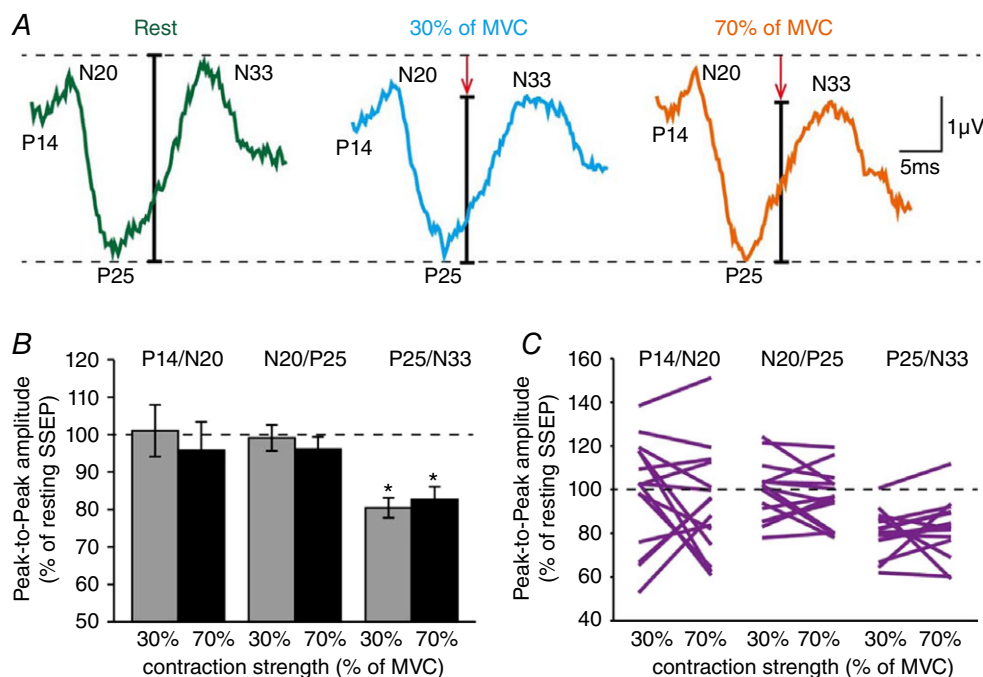 A
Rest
30% of MVC
70% of MVC
N20
N33
N20
N33
N20
N33
P14
P14
P14
1µV
5ms
P25
P25
P25
B
P14/N20
N20/P25
P25/N33
Peak-to-Peak amplitude
(% of resting SSEP)
120
110
100
90
80
70
60
50
*
*
30% 70% 30% 70% 30% 70%
contraction strength (% of MVC)
C
P14/N20
N20/P25
P25/N33
Peak-to-Peak amplitude
(% of resting SSEP)
160
140
120
100
80
60
40
30% 70% 30% 70% 30% 70%
contraction strength (% of MVC)